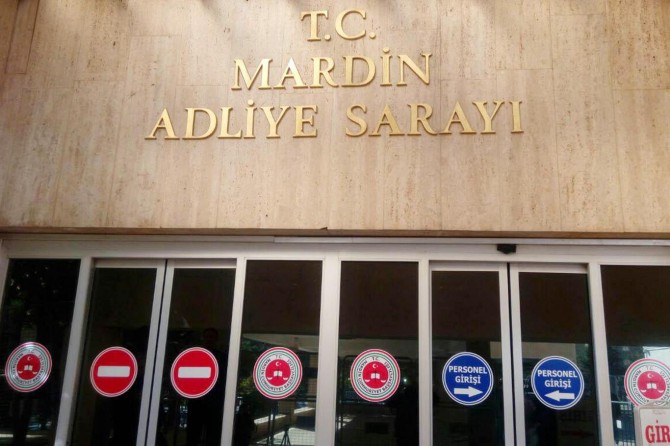 T.C.
MARDİN
ADLİYE SARAYI
PERSONEL
GİRİŞİ
PERSONEL
GİRİŞİ